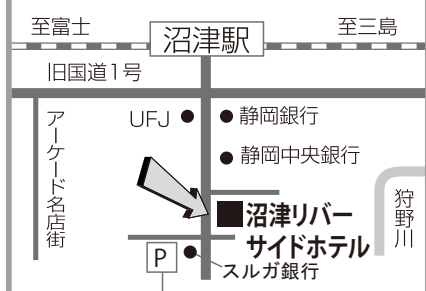 至富士
沼津駅
至三島
旧国道1号
UFJ
静岡銀行
静岡中央銀行
アーケード名店街
沼津リバー
サイドホテル
狩野川
P
スルガ銀行